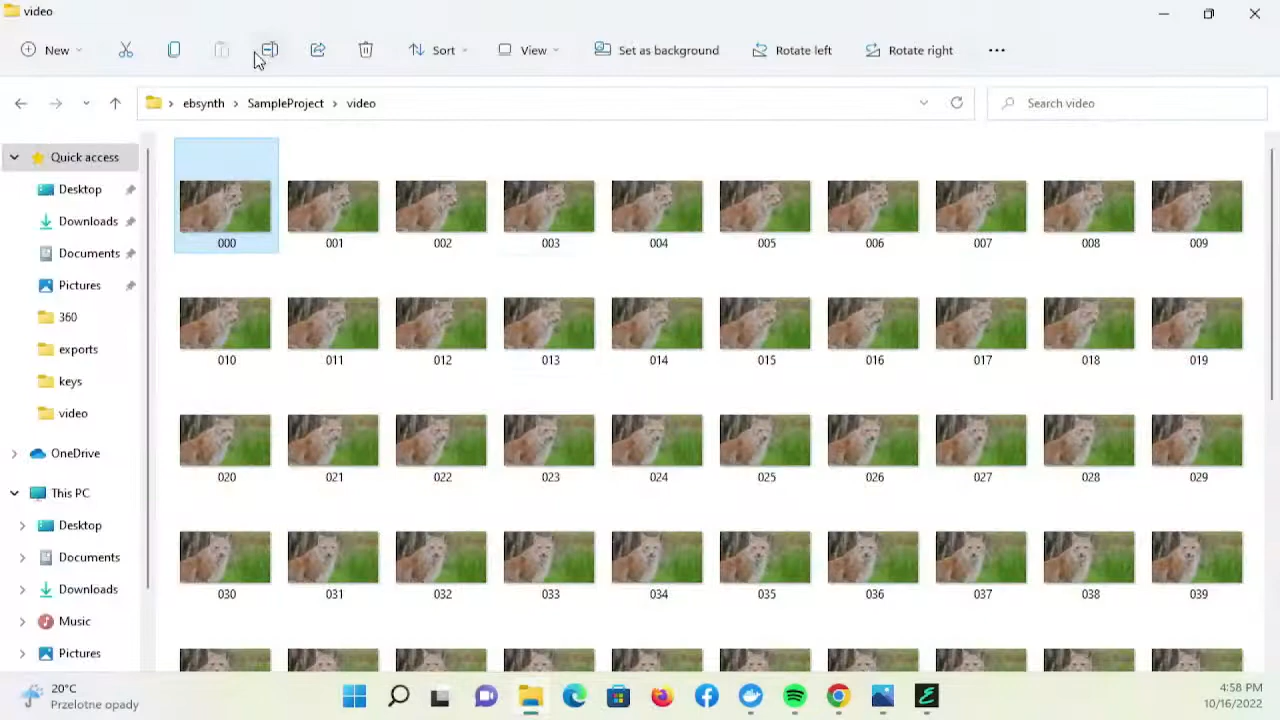 video
New
Sort
View
Set as background
Rotate left
Rotate right
ebsynth
SampleProject
video
Search video
Quick access
Desktop
Downloads
Documents
Pictures
360
exports
keys
video
OneDrive
This PC
Desktop
Documents
Downloads
Music
Pictures
000 001 002 003 004 005 006 007 008 009
010 011 012 013 014 015 016 017 018 019
020 021 022 023 024 025 026 027 028 029
030 031 032 033 034 035 036 037 038 039
20°C
Przelotne opady
4:58 PM
10/16/2022